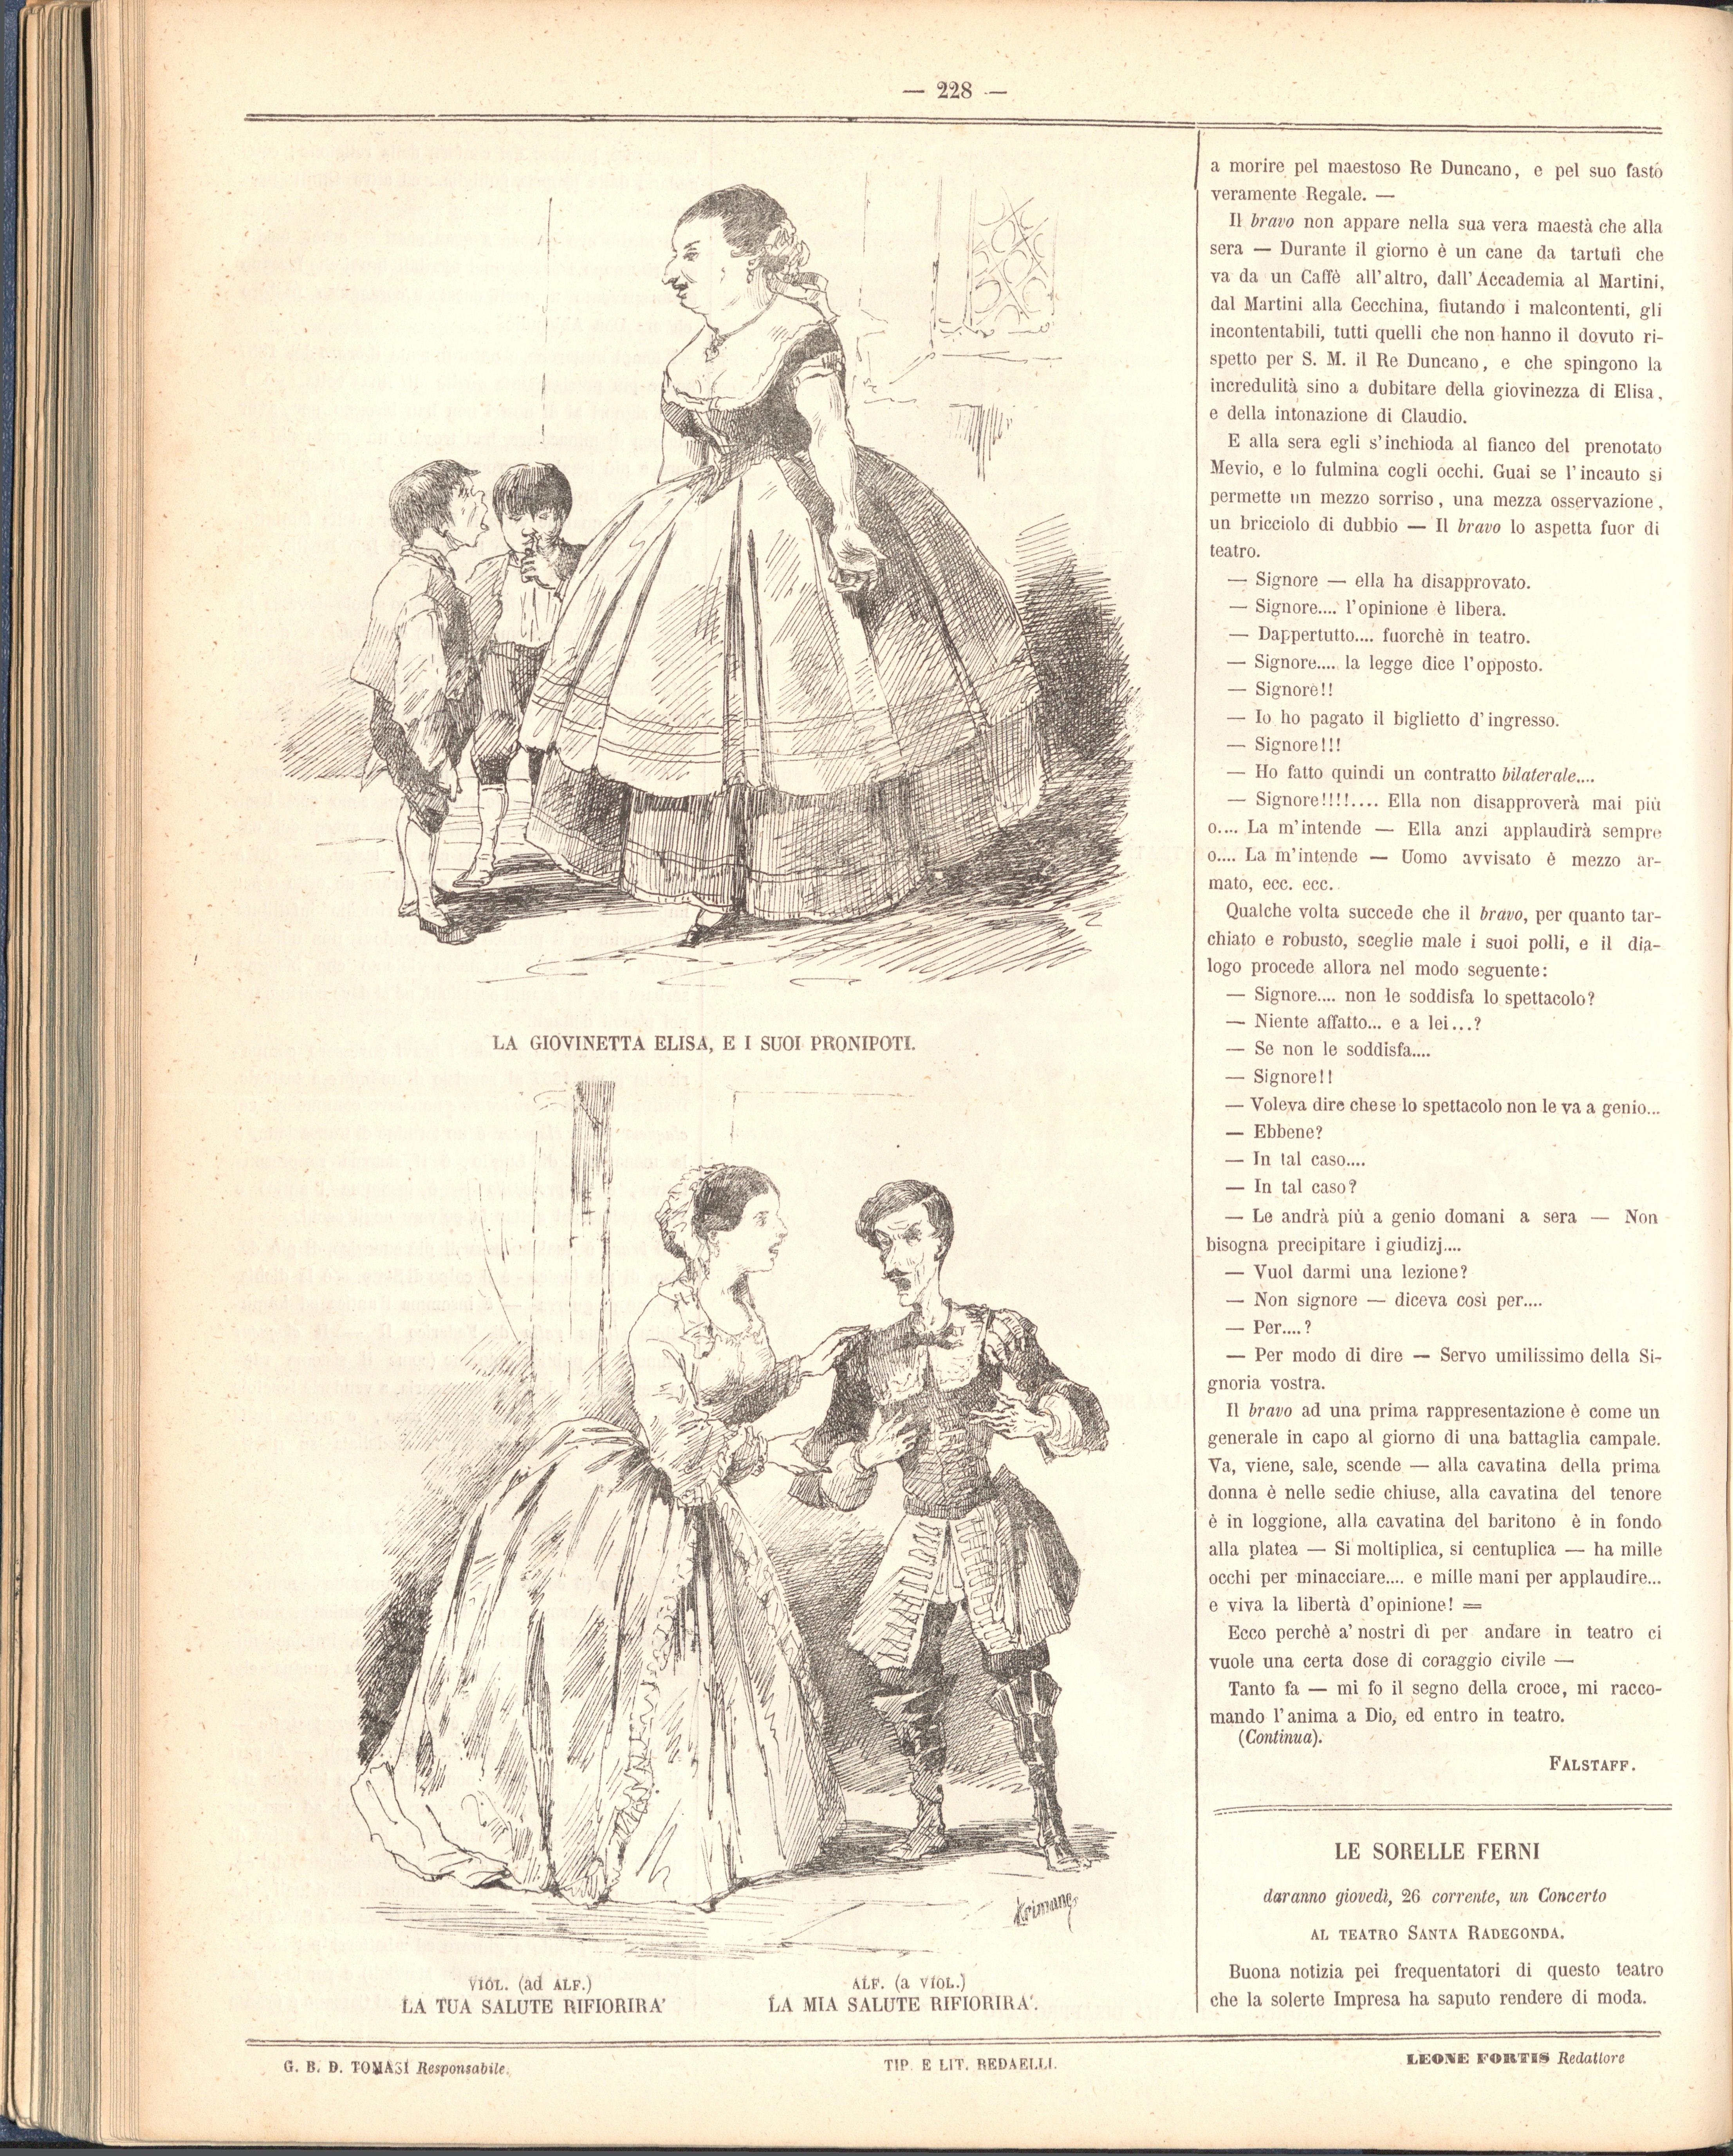 — 228 —
LA GIOVINETTA ELISA, E I SUOI PRONIPOTI.
VIOL. (ad ALF.)
LA TUA SALUTE RIFIORIRA'
ALF. (a VIOL.)
LA MIA SALUTE RIFIORIRA'.
a morire pel maestoso Re Duncano, e pel suo fasto
veramente Regale. —
Il bravo non appare nella sua vera maestà che alla
sera — Durante il giorno è un cane da tartufi che
va da un Caffè all'altro, dall'Accademia al Martini,
dal Martini alla Cecchina, fiutando i malcontenti, gli
incontentabili, tutti quelli che non hanno il dovuto ri-
spetto per S. M. il Re Duncano, e che spingono la
incredulità sino a dubitare della giovinezza di Elisa,
e della intonazione di Claudio.
E alla sera egli s'inchioda al fianco del prenotato
Mevio, e lo fulmina cogli occhi. Guai se l'incauto si
permette un mezzo sorriso, una mezza osservazione,
un bricciolo di dubbio — Il bravo lo aspetta fuor di
teatro.
— Signore — ella ha disapprovato.
— Signore.... l'opinione è libera.
— Dappertutto.... fuorchè in teatro.
— Signore.... la legge dice l'opposto.
— Signore!!
— Io ho pagato il biglietto d'ingresso.
— Signore!!!
— Ho fatto quindi un contratto bilaterale....
— Signore!!!!.... Ella non disapproverà mai più
o.... La m'intende — Ella anzi applaudirà sempre
o.... La m'intende — Uomo avvisato è mezzo ar-
mato, ecc. ecc.
Qualche volta succede che il bravo, per quanto tar-
chiato e robusto, sceglie male i suoi polli, e il dia-
logo procede allora nel modo seguente:
— Signore.... non le soddisfa lo spettacolo?
— Niente affatto... e a lei...?
— Se non le soddisfa....
— Signore!!
— Voleva dire che se lo spettacolo non le va a genio...
— Ebbene?
— In tal caso....
— In tal caso?
— Le andrà più a genio domani a sera — Non
bisogna precipitare i giudizj....
— Vuol darmi una lezione?
— Non signore — diceva così per....
— Per....?
— Per modo di dire — Servo umilissimo della Si-
gnoria vostra.
Il bravo ad una prima rappresentazione è come un
generale in capo al giorno di una battaglia campale.
Va, viene, sale, scende — alla cavatina della prima
donna è nelle sedie chiuse, alla cavatina del tenore
è in loggione, alla cavatina del baritono è in fondo
alla platea — Si moltiplica, si centuplica — ha mille
occhi per minacciare.... e mille mani per applaudire...
e viva la libertà d'opinione! =
Ecco perchè a' nostri dì per andare in teatro ci
vuole una certa dose di coraggio civile —
Tanto fa — mi fo il segno della croce, mi racco-
mando l'anima a Dio, ed entro in teatro.
(Continua).
FALSTAFF.
LE SORELLE FERNI
daranno giovedì, 26 corrente, un Concerto
AL TEATRO SANTA RADEGONDA.
Buona notizia pei frequentatori di questo teatro
che la solerte Impresa ha saputo rendere di moda.
G. B. D. TOMASI Responsabile.
TIP. E LIT. REDAELLI.
LEONE FORTIS Redattore